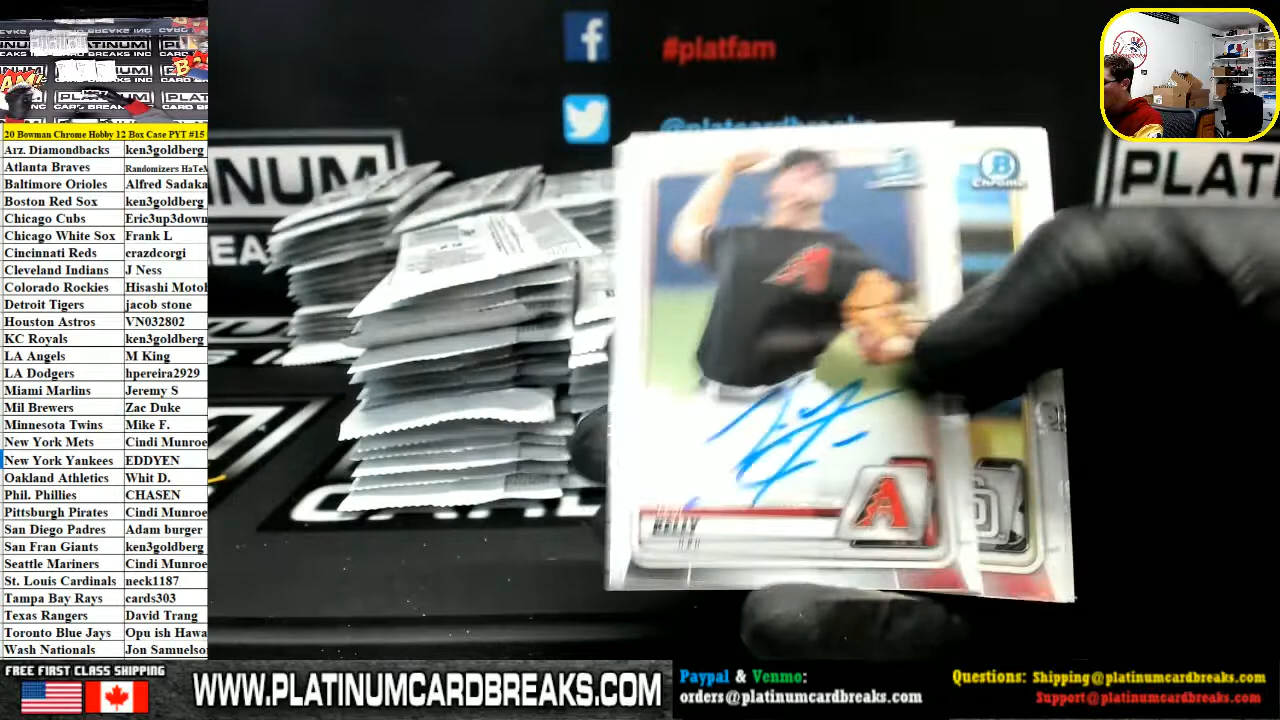 #platfam
@platcardbreaks
20 Bowman Chrome Hobby 12 Box Case PYT #15
Arz. Diamondbacks ken3goldberg
Atlanta Braves Randomizers HaTeM
Baltimore Orioles Alfred Sadaka
Boston Red Sox ken3goldberg
Chicago Cubs Eric3up3down
Chicago White Sox Frank L
Cincinnati Reds crazdcorgi
Cleveland Indians J Ness
Colorado Rockies Hisashi Motoh
Detroit Tigers jacob stone
Houston Astros VN032802
KC Royals ken3goldberg
LA Angels M King
LA Dodgers hpereira2929
Miami Marlins Jeremy S
Mil Brewers Zac Duke
Minnesota Twins Mike F.
New York Mets Cindi Munroe
New York Yankees EDDYEN
Oakland Athletics Whit D.
Phil. Phillies CHASEN
Pittsburgh Pirates Cindi Munroe
San Diego Padres Adam burger
San Fran Giants ken3goldberg
Seattle Mariners Cindi Munroe
St. Louis Cardinals neck1187
Tampa Bay Rays cards303
Texas Rangers David Trang
Toronto Blue Jays Opu ish Hawa
Wash Nationals Jon Samuelso
Chrome
FREE FIRST CLASS SHIPPING
WWW.PLATINUMCARDBREAKS.COM
Paypal & Venmo:
orders@platinumcardbreaks.com
Questions: Shipping@platinumcardbreaks.com
Support@platinumcardbreaks.com